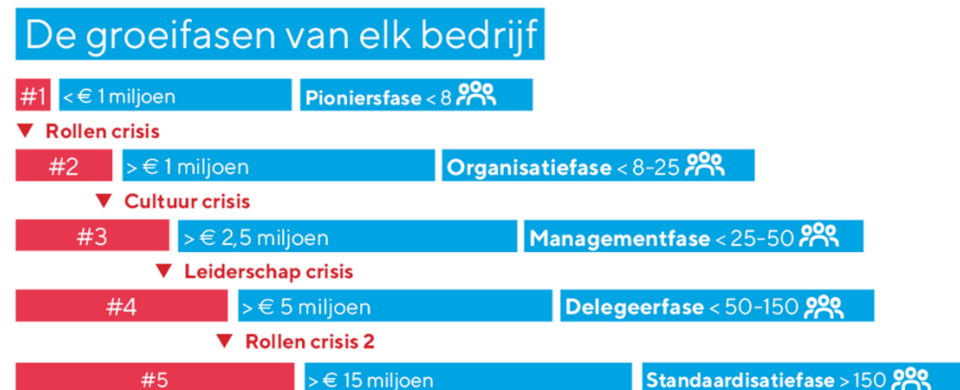 De groeifasen van elk bedrijf
#1 < € 1 miljoen Pioniersfase < 8
▼ Rollen crisis
#2 > € 1 miljoen Organisatiefase < 8-25
▼ Cultuur crisis
#3 > € 2,5 miljoen Managementfase < 25-50
▼ Leiderschap crisis
#4 > € 5 miljoen Delegeerfase < 50-150
▼ Rollen crisis 2
#5 > € 15 miljoen Standaardisatiefase > 150